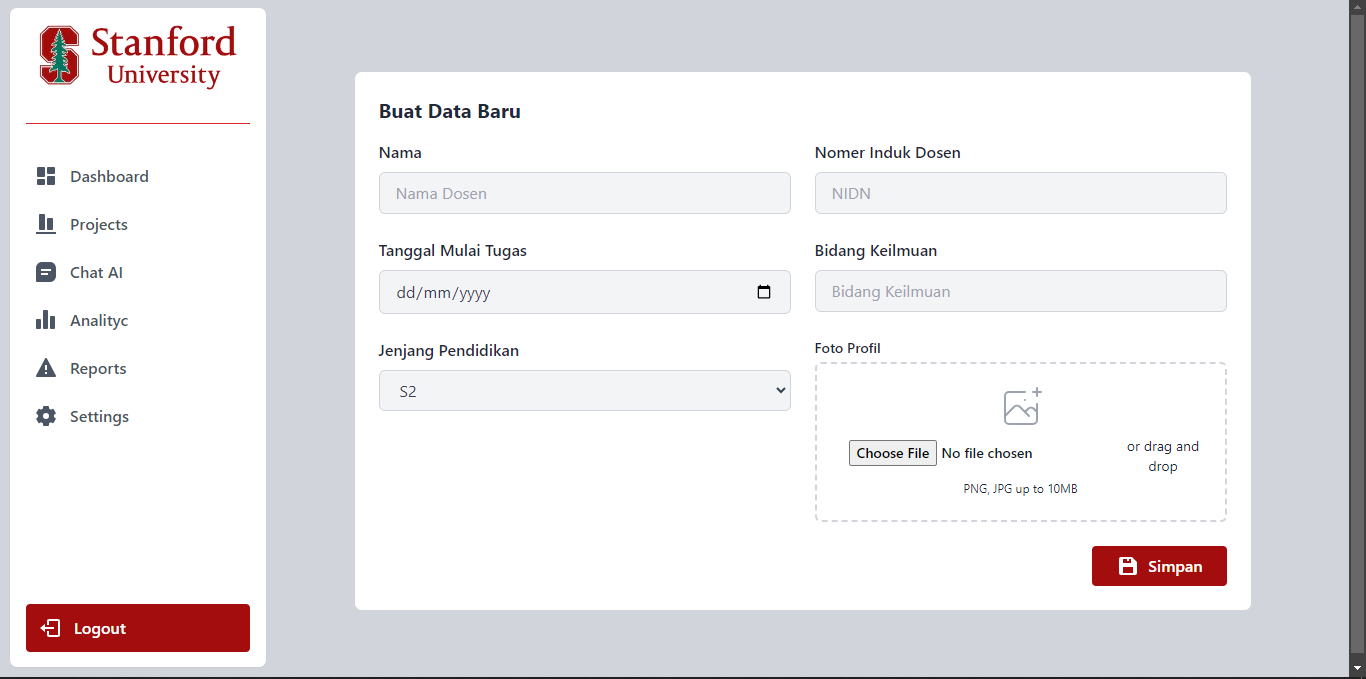 Stanford
University
Dashboard
Projects
Chat AI
Analityc
Reports
Settings
Logout
Buat Data Baru
Nama
Nama Dosen
Nomer Induk Dosen
NIDN
Tanggal Mulai Tugas
dd/mm/yyyy
Bidang Keilmuan
Bidang Keilmuan
Jenjang Pendidikan
S2
Foto Profil
Choose File No file chosen
or drag and
drop
PNG, JPG up to 10MB
Simpan